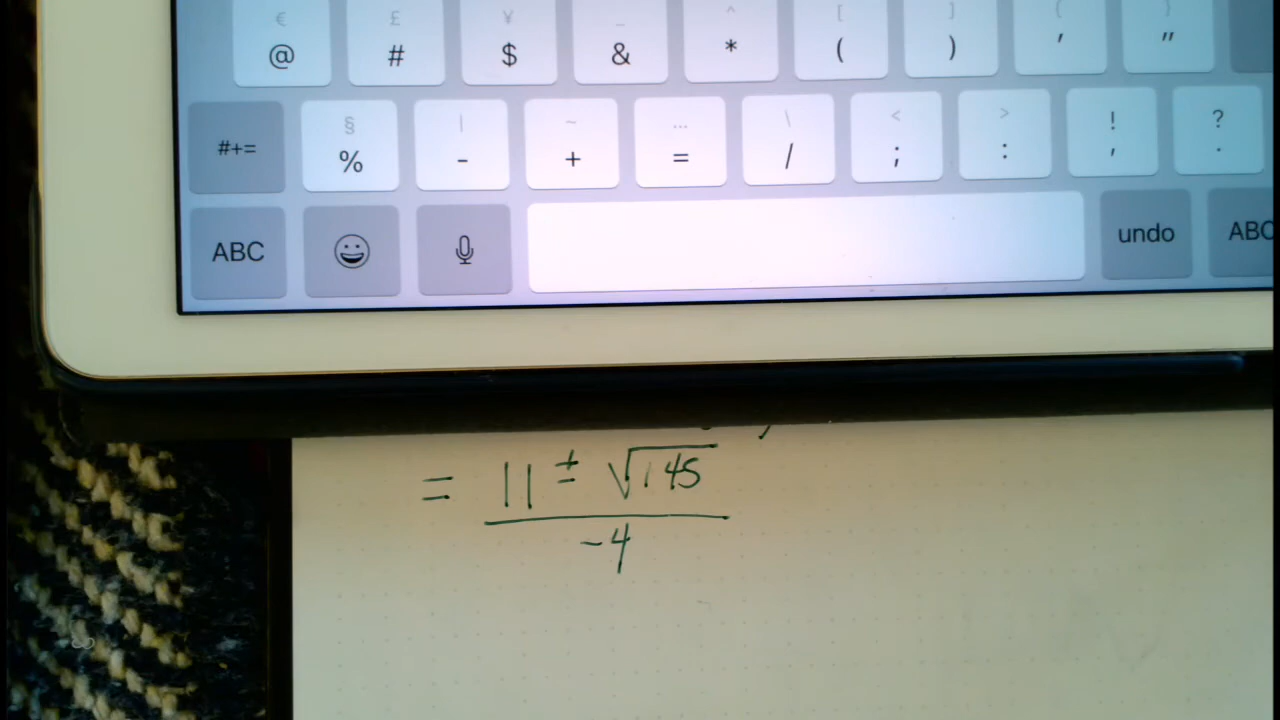 € £ ¥ _ ^ [ ] { }
@ # $ & * ( ) ' "
§ | ~ … \ < > ! ?
#+= % - + = / ; : , .
ABC undo ABC
= 11 ± √145
-4